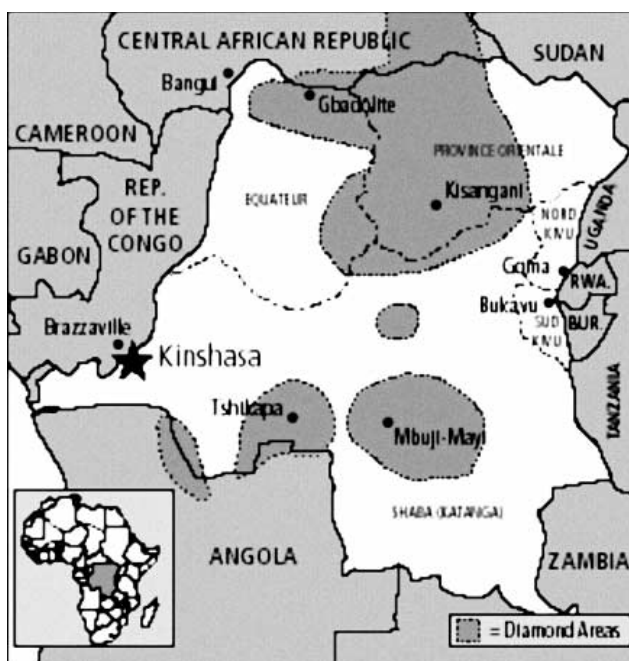 CENTRAL AFRICAN REPUBLIC
SUDAN
Bangui
Gbadolite
CAMEROON
PROVINCE ORIENTALE
REP.
OF THE
CONGO
EQUATEUR
Kisangani
UGANDA
NORD
KIVU
GABON
Goma
RWA.
Bukavu
BUR.
SUD
KIVU
Brazzaville
Kinshasa
TANZANIA
Tshikapa
Mbuji-Mayi
SHABA (KATANGA)
ANGOLA
ZAMBIA
= Diamond Areas